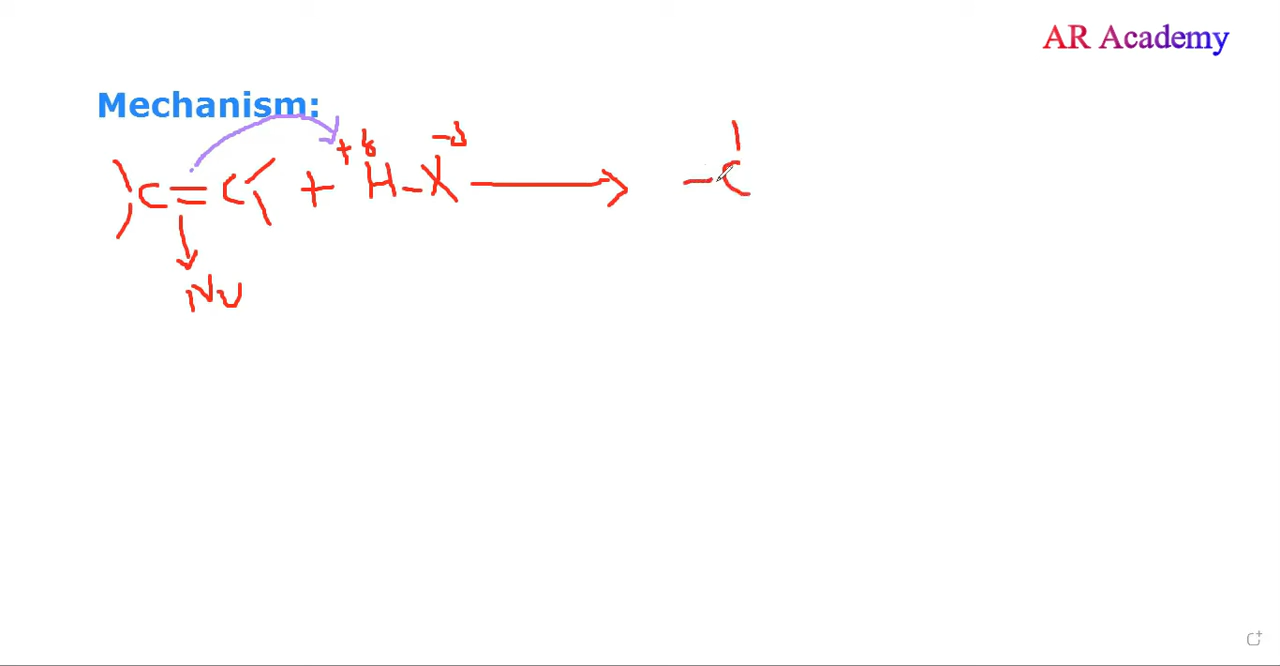 AR Academy
Mechanism:
+δ -δ
C=C + H-X → -C
Nu